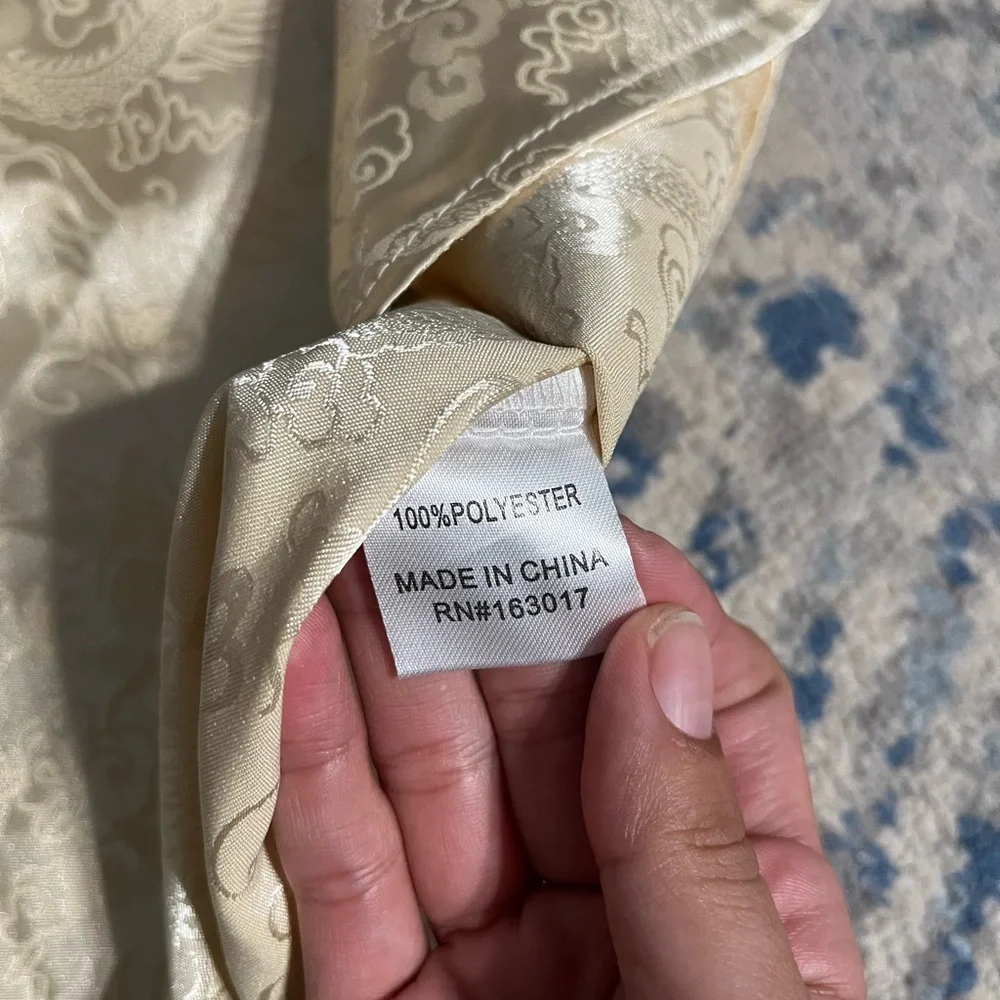 100%POLYESTER
MADE IN CHINA
RN#163017